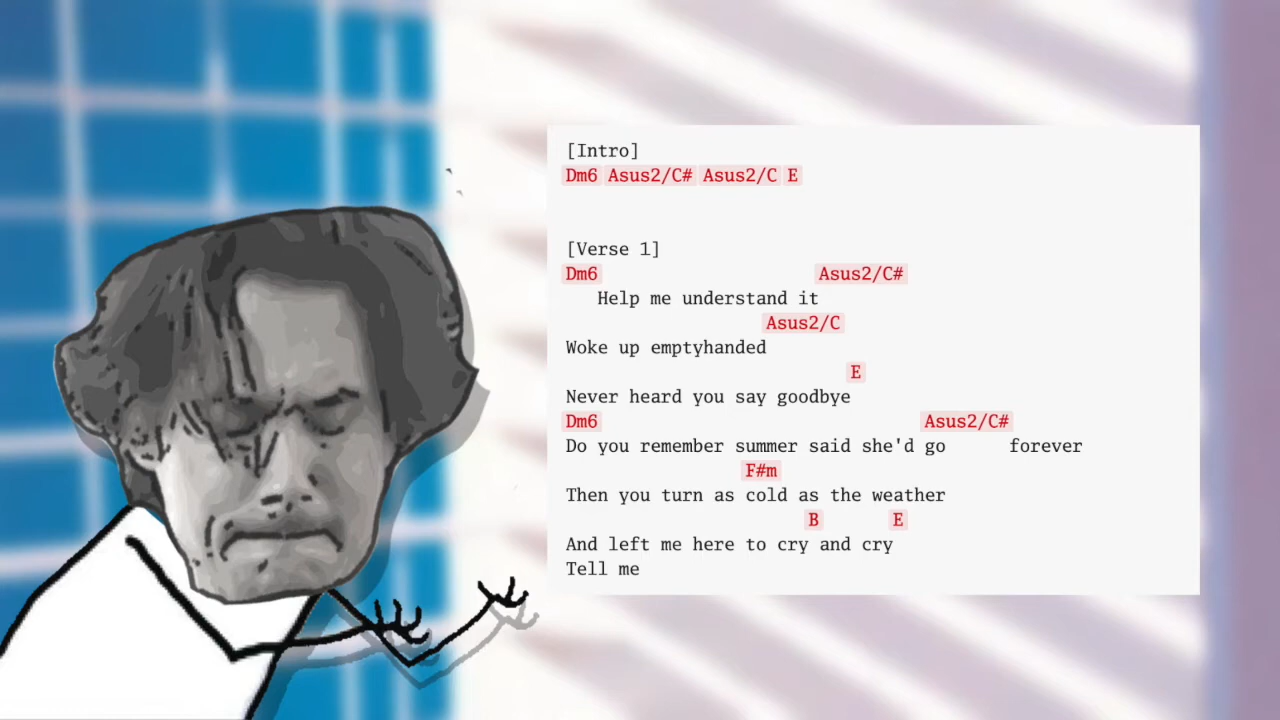 [Intro]
Dm6 Asus2/C# Asus2/C E
[Verse 1]
Dm6 Asus2/C#
Help me understand it
Asus2/C
Woke up emptyhanded
E
Never heard you say goodbye
Dm6 Asus2/C#
Do you remember summer said she'd go forever
F#m
Then you turn as cold as the weather
B E
And left me here to cry and cry
Tell me